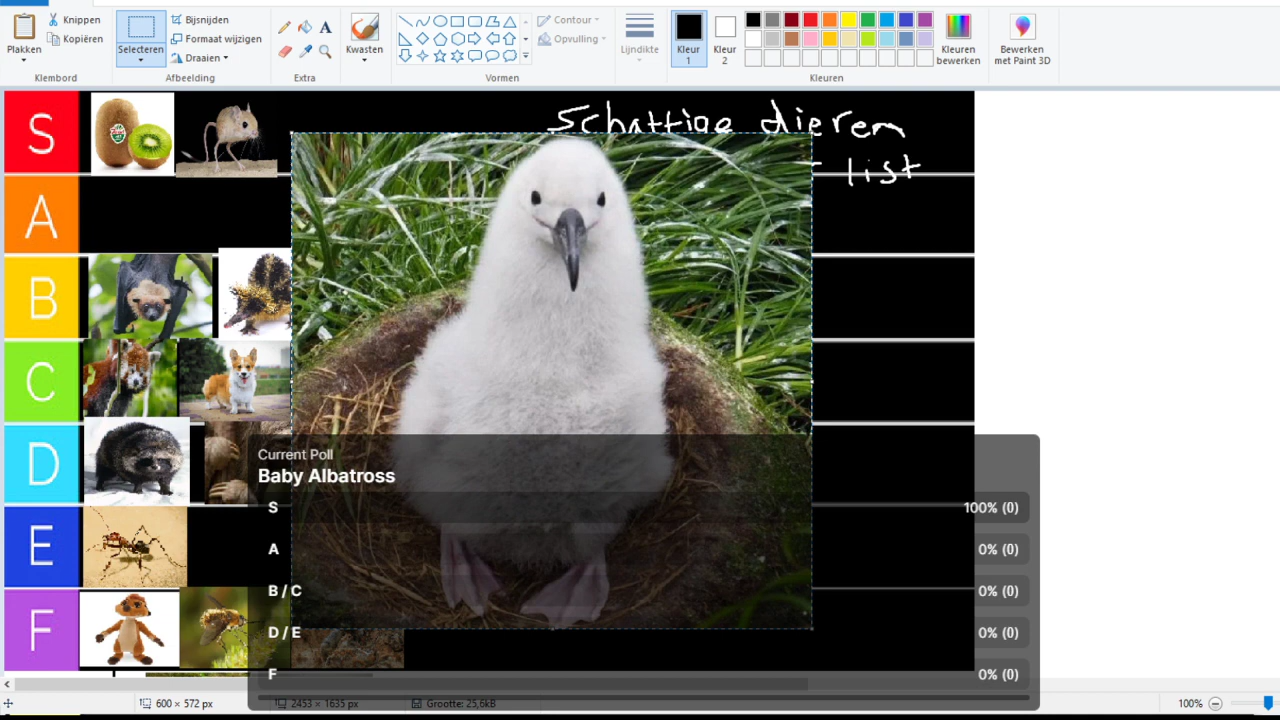 Plakken
Knippen
Kopiëren
Klembord
Selecteren
Bijsnijden
Formaat wijzigen
Draaien
Afbeelding
A
Extra
Kwasten
Contour
Opvulling
Vormen
Lijndikte
Kleur 1
Kleur 2
Kleuren
Kleuren bewerken
Bewerken met Paint 3D
Schattige dieren
list
S
A
B
C
D
E
F
Current Poll
Baby Albatross
S 100% (0)
A 0% (0)
B / C 0% (0)
D / E 0% (0)
F 0% (0)
600 × 572 px
2453 × 1635 px
Grootte: 25,6kB
100%